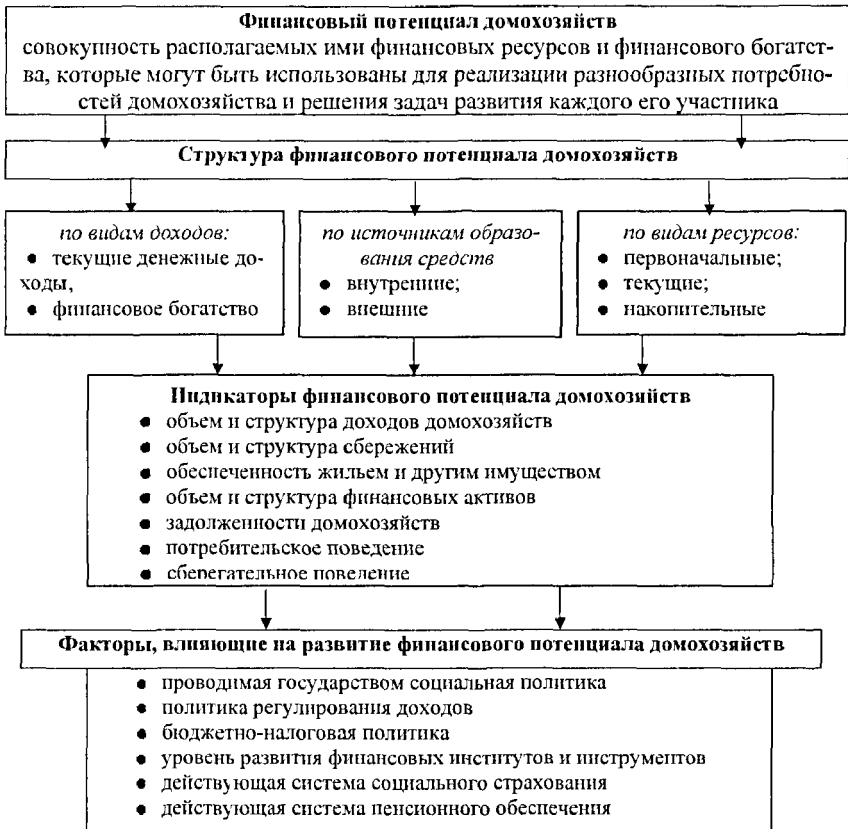 Финансовый потенциал домохозяйств
совокупность располагаемых ими финансовых ресурсов и финансового богатст-
ва, которые могут быть использованы для реализации разнообразных потребно-
стей домохозяйства и решения задач развития каждого его участника
Структура финансового потенциала домохозяйств
по видам доходов:
● текущие денежные до-
ходы,
● финансовое богатство
по источникам образо-
вания средств
● внутренние;
● внешние
по видам ресурсов:
● первоначальные;
● текущие;
● накопительные
Индикаторы финансового потенциала домохозяйств
● объем и структура доходов домохозяйств
● объем и структура сбережений
● обеспеченность жильем и другим имуществом
● объем и структура финансовых активов
● задолженности домохозяйств
● потребительское поведение
● сберегательное поведение
Факторы, влияющие на развитие финансового потенциала домохозяйств
● проводимая государством социальная политика
● политика регулирования доходов
● бюджетно-налоговая политика
● уровень развития финансовых институтов и инструментов
● действующая система социального страхования
● действующая система пенсионного обеспечения